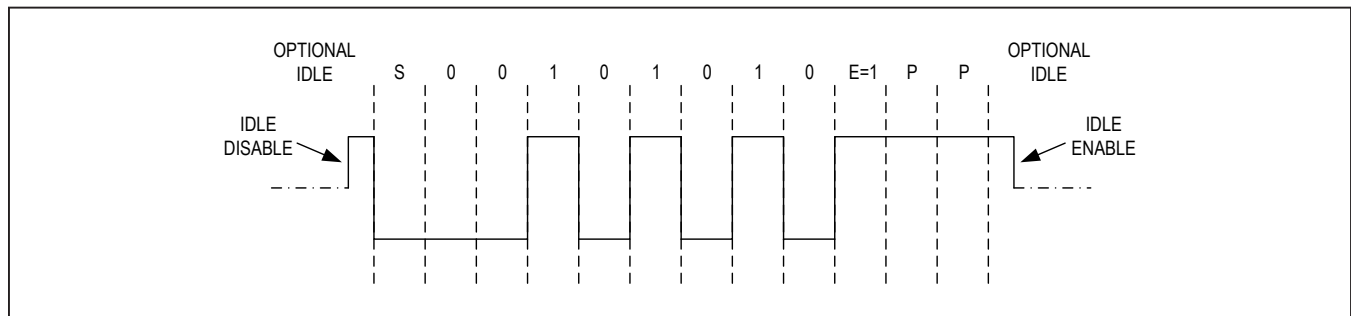 OPTIONAL
IDLE
S 0 0 1 0 1 0 1 0 E=1 P P
OPTIONAL
IDLE
IDLE
DISABLE
IDLE
ENABLE